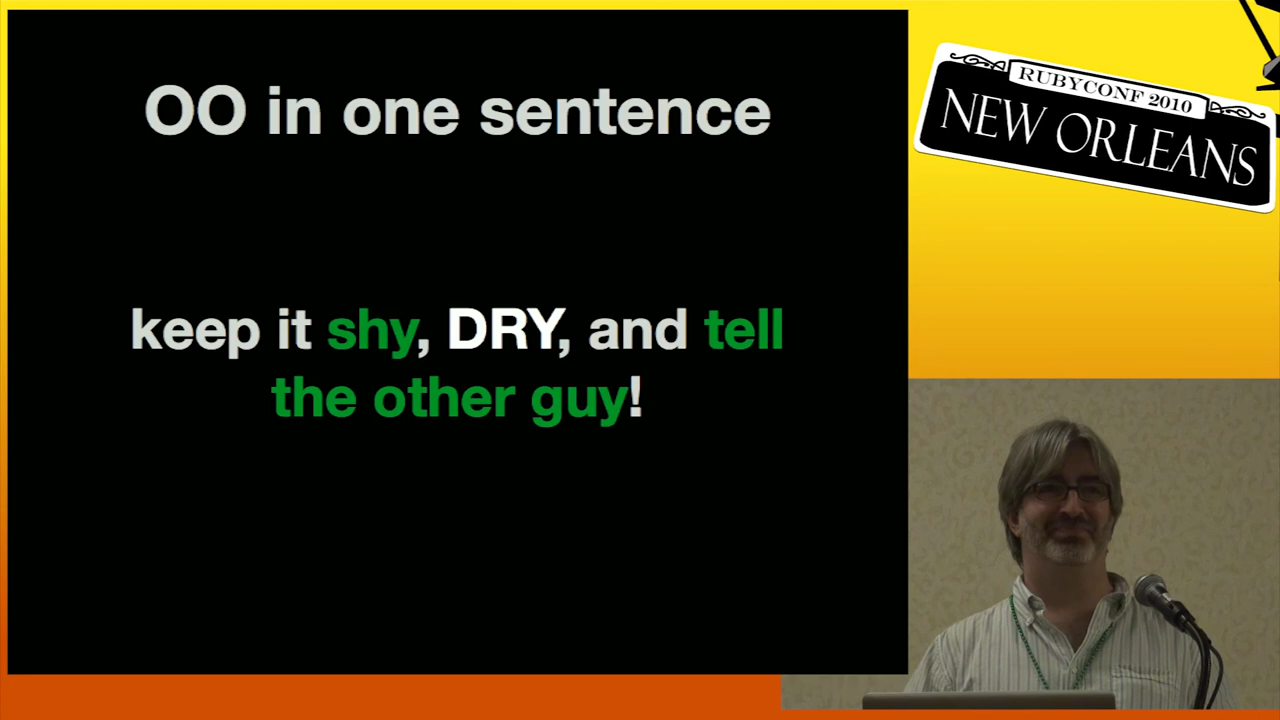 OO in one sentence
keep it shy, DRY, and tell
the other guy!
RUBYCONF 2010
NEW ORLEANS